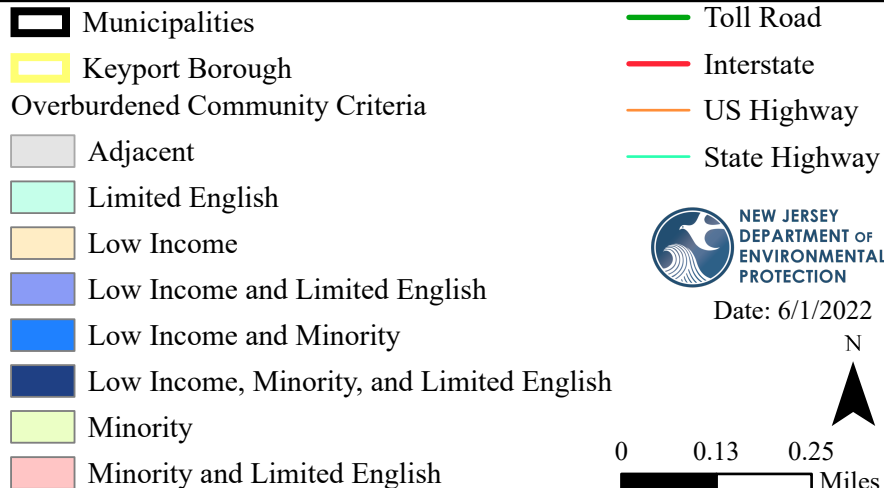 Municipalities
Keyport Borough
Overburdened Community Criteria
Adjacent
Limited English
Low Income
Low Income and Limited English
Low Income and Minority
Low Income, Minority, and Limited English
Minority
Minority and Limited English
Toll Road
Interstate
US Highway
State Highway
NEW JERSEY
DEPARTMENT OF
ENVIRONMENTAL
PROTECTION
Date: 6/1/2022
N
0 0.13 0.25
Miles